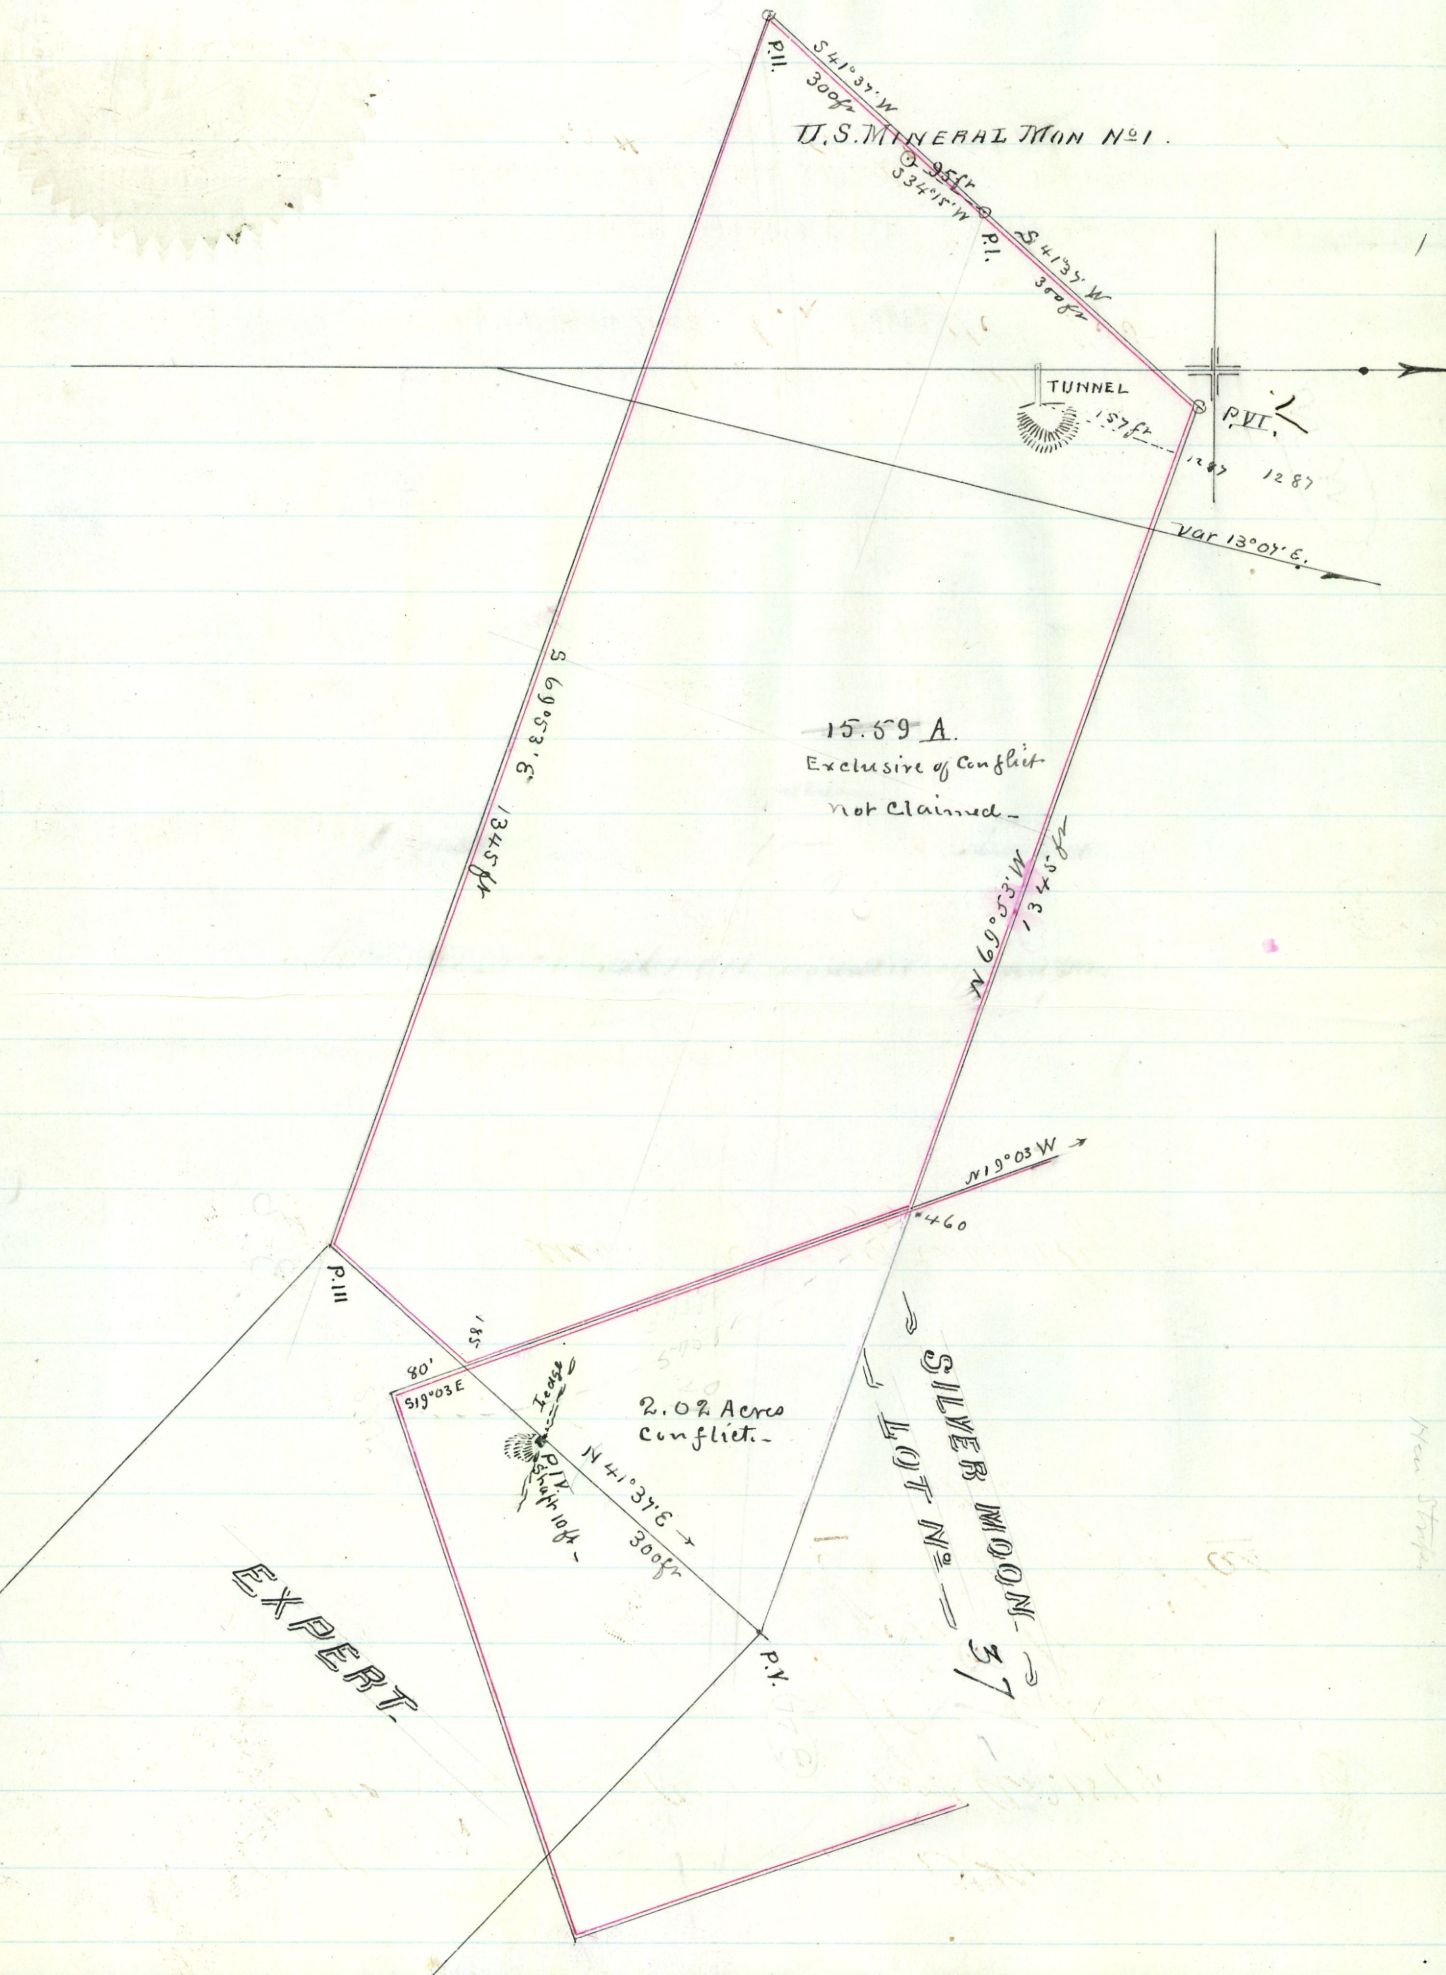 P.II.
S 41° 37' W
300 ft
U.S. MINERAL MON Nº 1.
95 ft
S 34° 15' W
P.I.
S 41° 37' W
300 ft
TUNNEL
157 ft
P.VI.
1287
1287
Var 13° 07' E.
S 69° 53' E
1345 ft
15.59 A.
Exclusive of Conflict
not Claimed-
N 69° 53' W
1345 ft
N 19° 03 W
460
P.III
185
80'
S 19° 03 E
Ledge
P.IV.
Shaft 10 ft -
2.02 Acres
Conflict.-
N 41° 37' E
300 ft
SILVER MOON
LOT Nº 37
EXPERT.
P.V.